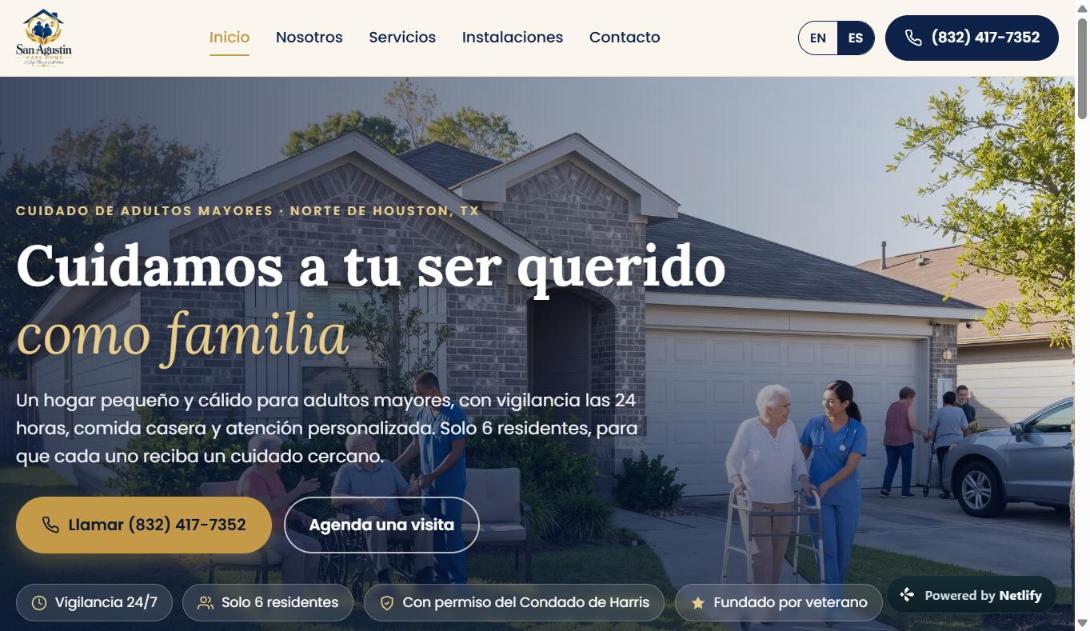 San Agustin
CARE HOME
Inicio
Nosotros
Servicios
Instalaciones
Contacto
EN
ES
(832) 417-7352
CUIDADO DE ADULTOS MAYORES · NORTE DE HOUSTON, TX
Cuidamos a tu ser querido
como familia
Un hogar pequeño y cálido para adultos mayores, con vigilancia las 24
horas, comida casera y atención personalizada. Solo 6 residentes, para
que cada uno reciba un cuidado cercano.
Llamar (832) 417-7352
Agenda una visita
Vigilancia 24/7
Solo 6 residentes
Con permiso del Condado de Harris
Fundado por veterano
Powered by Netlify